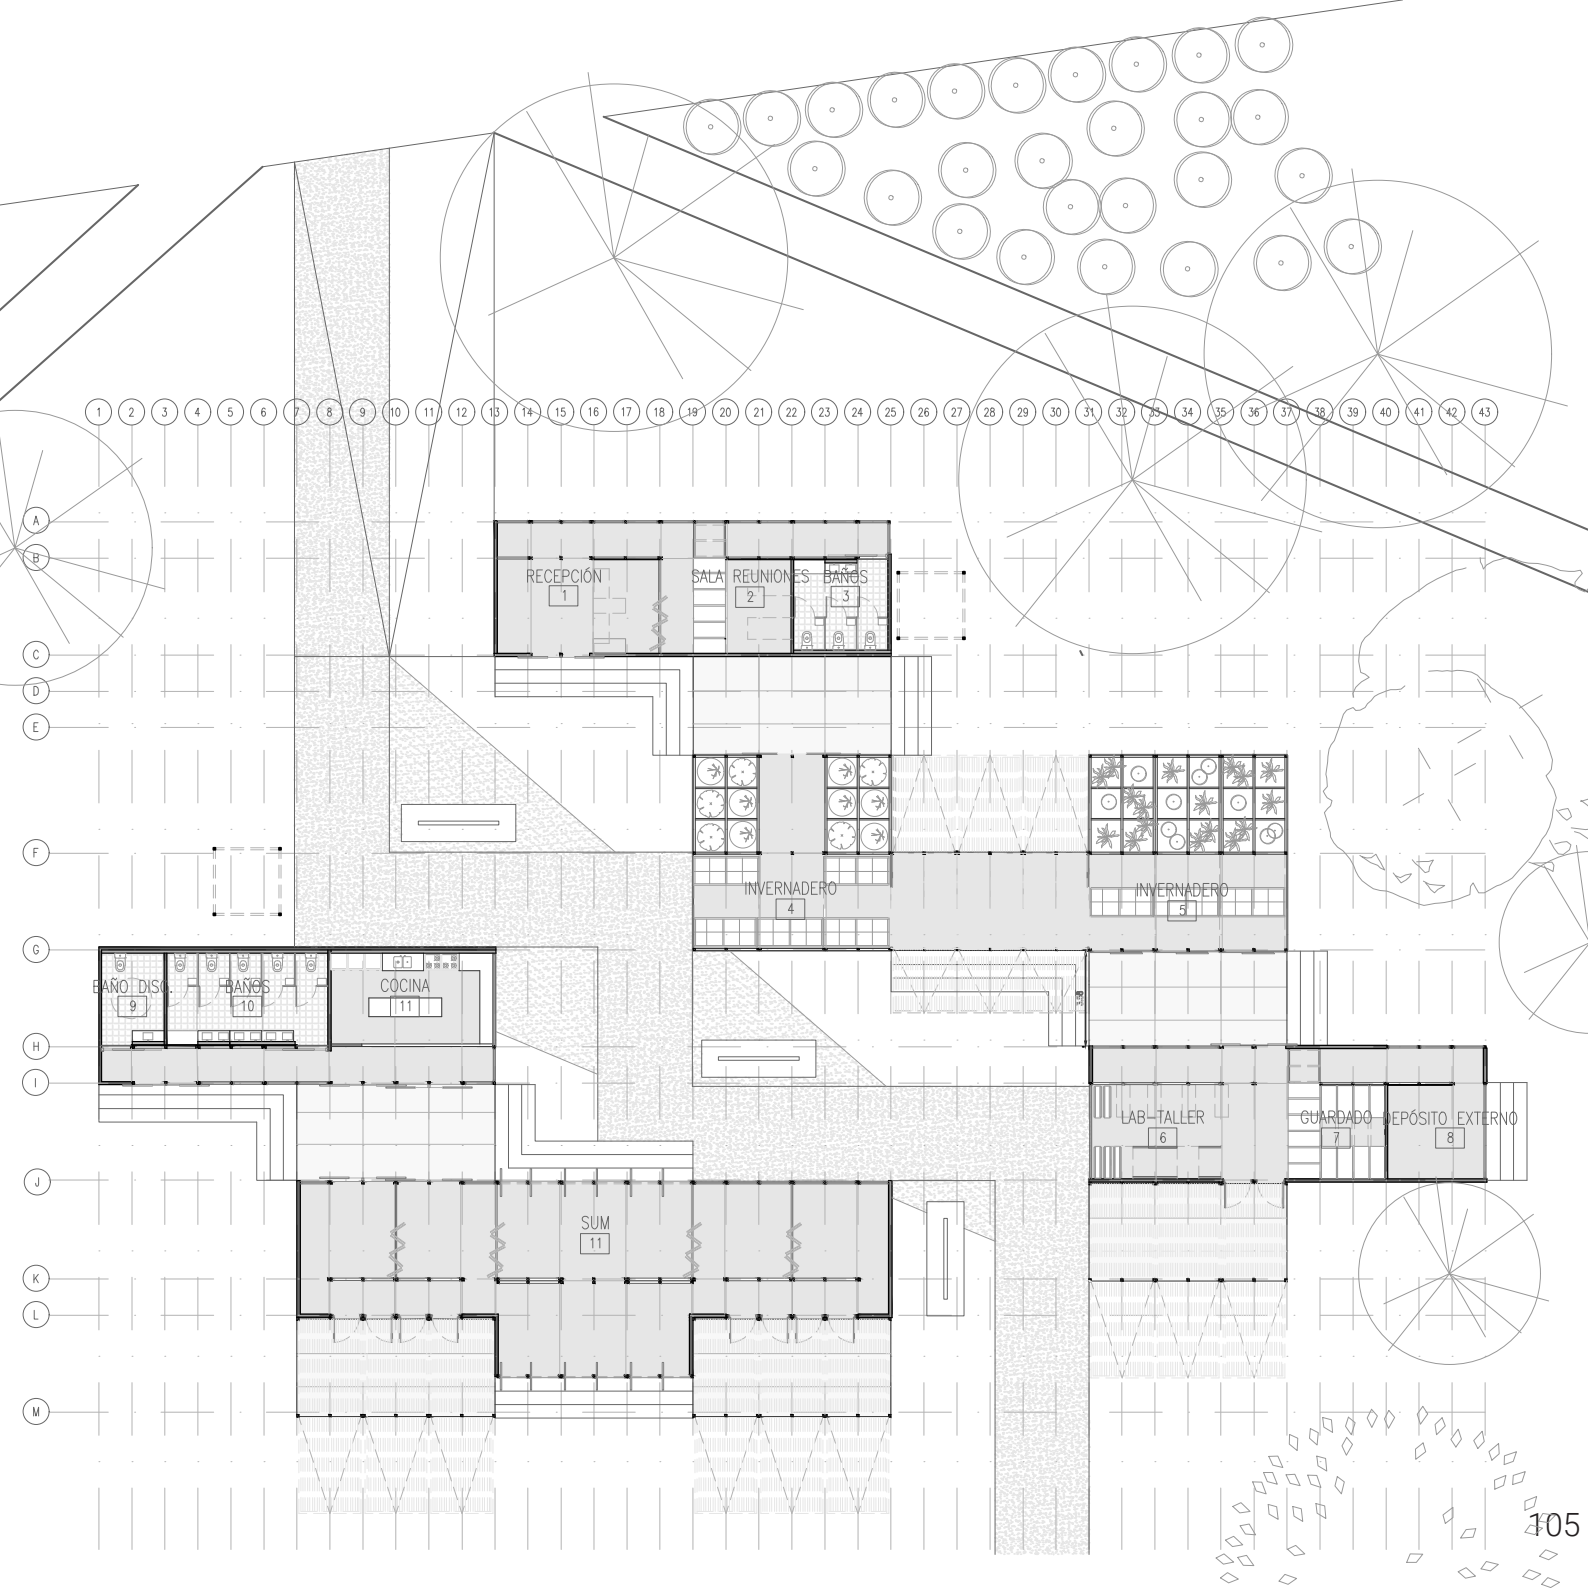 1 2 3 4 5 6 7 8 9 10 11 12 13 14 15 16 17 18 19 20 21 22 23 24 25 26 27 28 29 30 31 32 33 34 35 36 37 38 39 40 41 42 43
A
B
RECEPCIÓN SALA REUNIONES BAÑOS
1 2 3
C
D
E
F
INVERNADERO INVERNADERO
4 5
G
BAÑO DISC. BAÑOS COCINA
9 10 11
H
I
LAB-TALLER GUARDADO DEPÓSITO EXTERNO
6 7 8
J
SUM
11
K
L
M
105